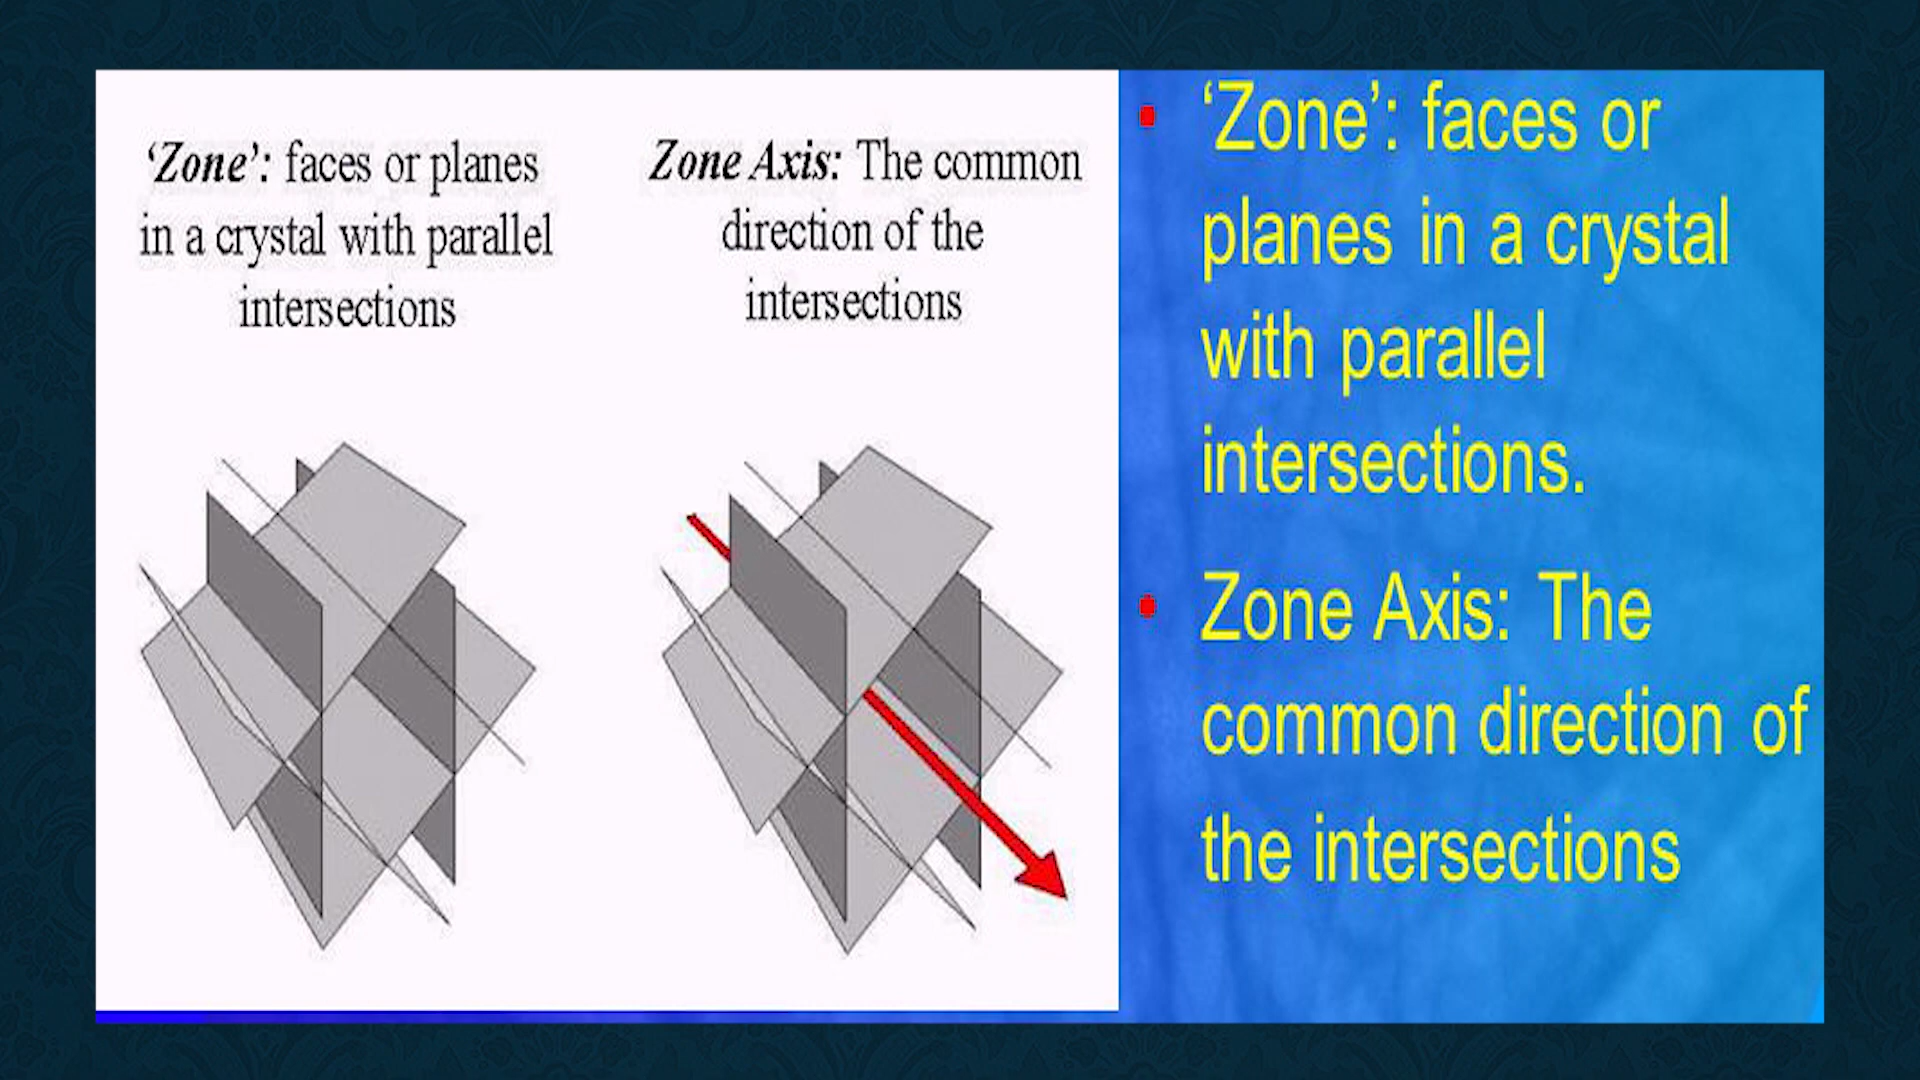 ‘Zone’: faces or planes
in a crystal with parallel
intersections
Zone Axis: The common
direction of the
intersections
• ‘Zone’: faces or
planes in a crystal
with parallel
intersections.
• Zone Axis: The
common direction of
the intersections